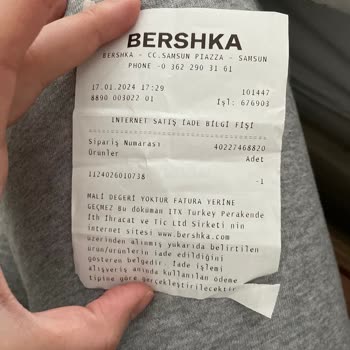 BERSHKA
BERSHKA - CC.SAMSUN PIAZZA - SAMSUN
PHONE -0 362 290 31 61
17.01.2024 17:29 101447
8890 003022 01 İşl: 676903
INTERNET SATIŞ İADE BİLGİ FİŞİ
Sipariş Numarası 40227468820
Ürünler Adet
1124026010738 -1
MALİ DEĞERİ YOKTUR FATURA YERİNE
GEÇMEZ Bu döküman ITX Turkey Perakende
İth İhracat ve Tic Ltd Şirketi nin
internet sitesi www.bershka.com
üzerinden alınmış yukarıda belirtilen
ürün/ürünlerin iade edildiğini
gösteren belgedir. İade işlemi
alışveriş anında kullanılan ödeme
tipine göre gerçekleştirilecektir